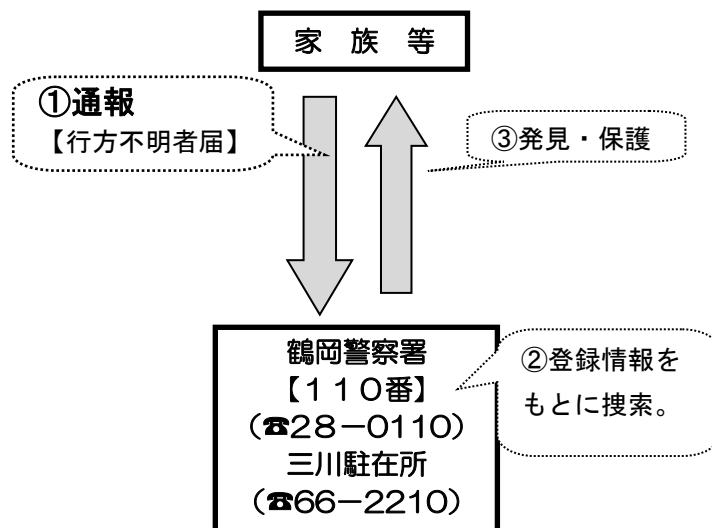 家 族 等
①通報
【行方不明者届】
③発見・保護
鶴岡警察署
【110番】
(☎28-0110)
三川駐在所
(☎66-2210)
②登録情報を
もとに捜索。